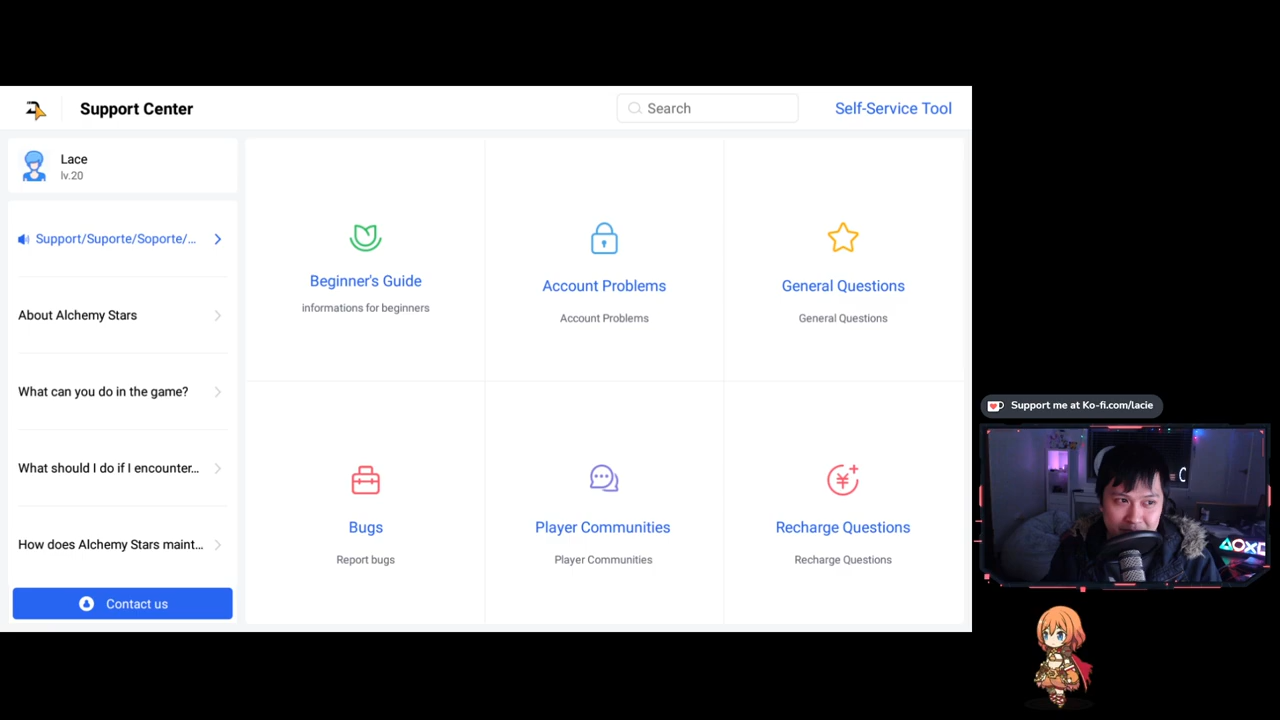 Support Center
Search
Self-Service Tool
Lace
lv.20
Support/Suporte/Soporte/...
About Alchemy Stars
What can you do in the game?
What should I do if I encounter...
How does Alchemy Stars maint...
Contact us
Beginner's Guide
informations for beginners
Account Problems
Account Problems
General Questions
General Questions
Bugs
Report bugs
Player Communities
Player Communities
Recharge Questions
Recharge Questions
Support me at Ko-fi.com/lacie